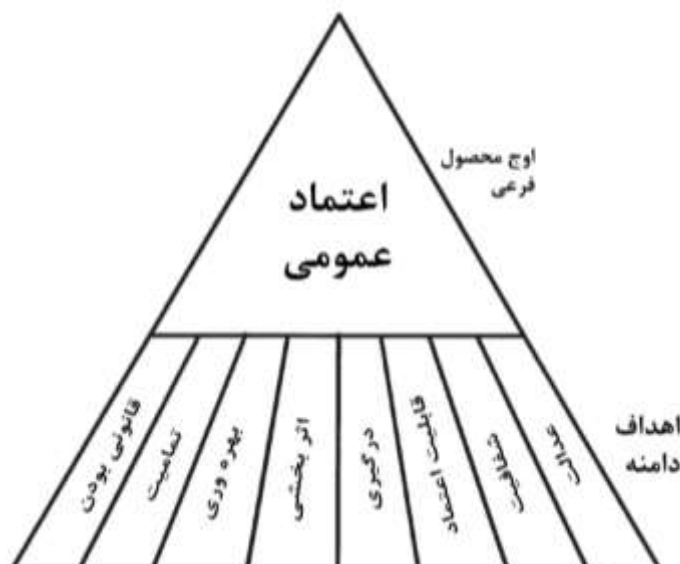 اوج محصول
فرعی
اعتماد
عمومی
اهداف
دامنه
عدالت
شفافیت
قابلیت اعتماد
درگیری
اثر بخشی
بهره وری
تمامیت
قانونی بودن